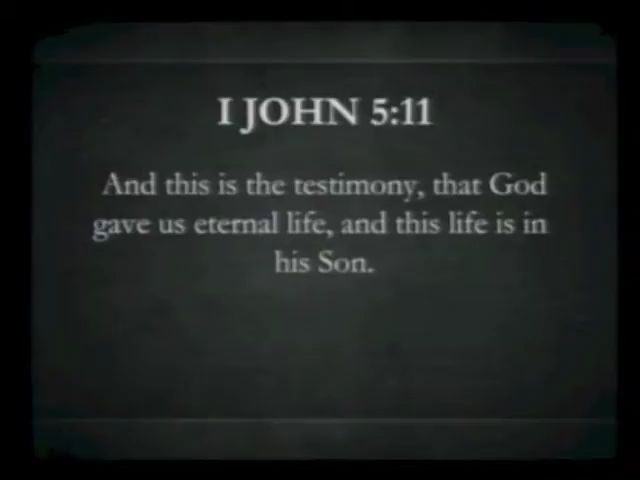 I JOHN 5:11
And this is the testimony, that God
gave us eternal life, and this life is in
his Son.